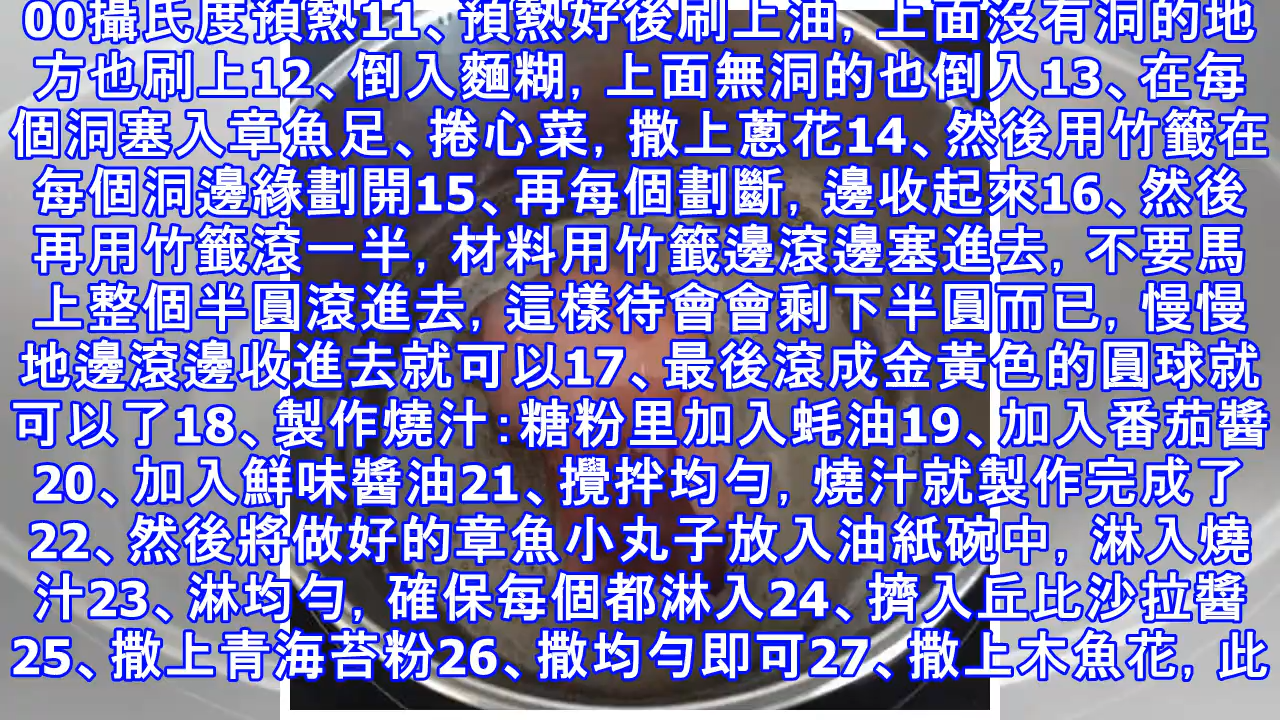 00攝氏度預熱11、預熱好後刷上油, 上面沒有洞的地
方也刷上12、倒入麵糊, 上面無洞的也倒入13、在每
個洞塞入章魚足、捲心菜, 撒上蔥花14、然後用竹籤在
每個洞邊緣劃開15、再每個劃斷, 邊收起來16、然後
再用竹籤滾一半, 材料用竹籤邊滾邊塞進去, 不要馬
上整個半圓滾進去, 這樣待會會剩下半圓而已, 慢慢
地邊滾邊收進去就可以17、最後滾成金黃色的圓球就
可以了18、製作燒汁:糖粉里加入蚝油19、加入番茄醬
20、加入鮮味醬油21、攪拌均勻, 燒汁就製作完成了
22、然後將做好的章魚小丸子放入油紙碗中, 淋入燒
汁23、淋均勻, 確保每個都淋入24、擠入丘比沙拉醬
25、撒上青海苔粉26、撒均勻即可27、撒上木魚花, 此